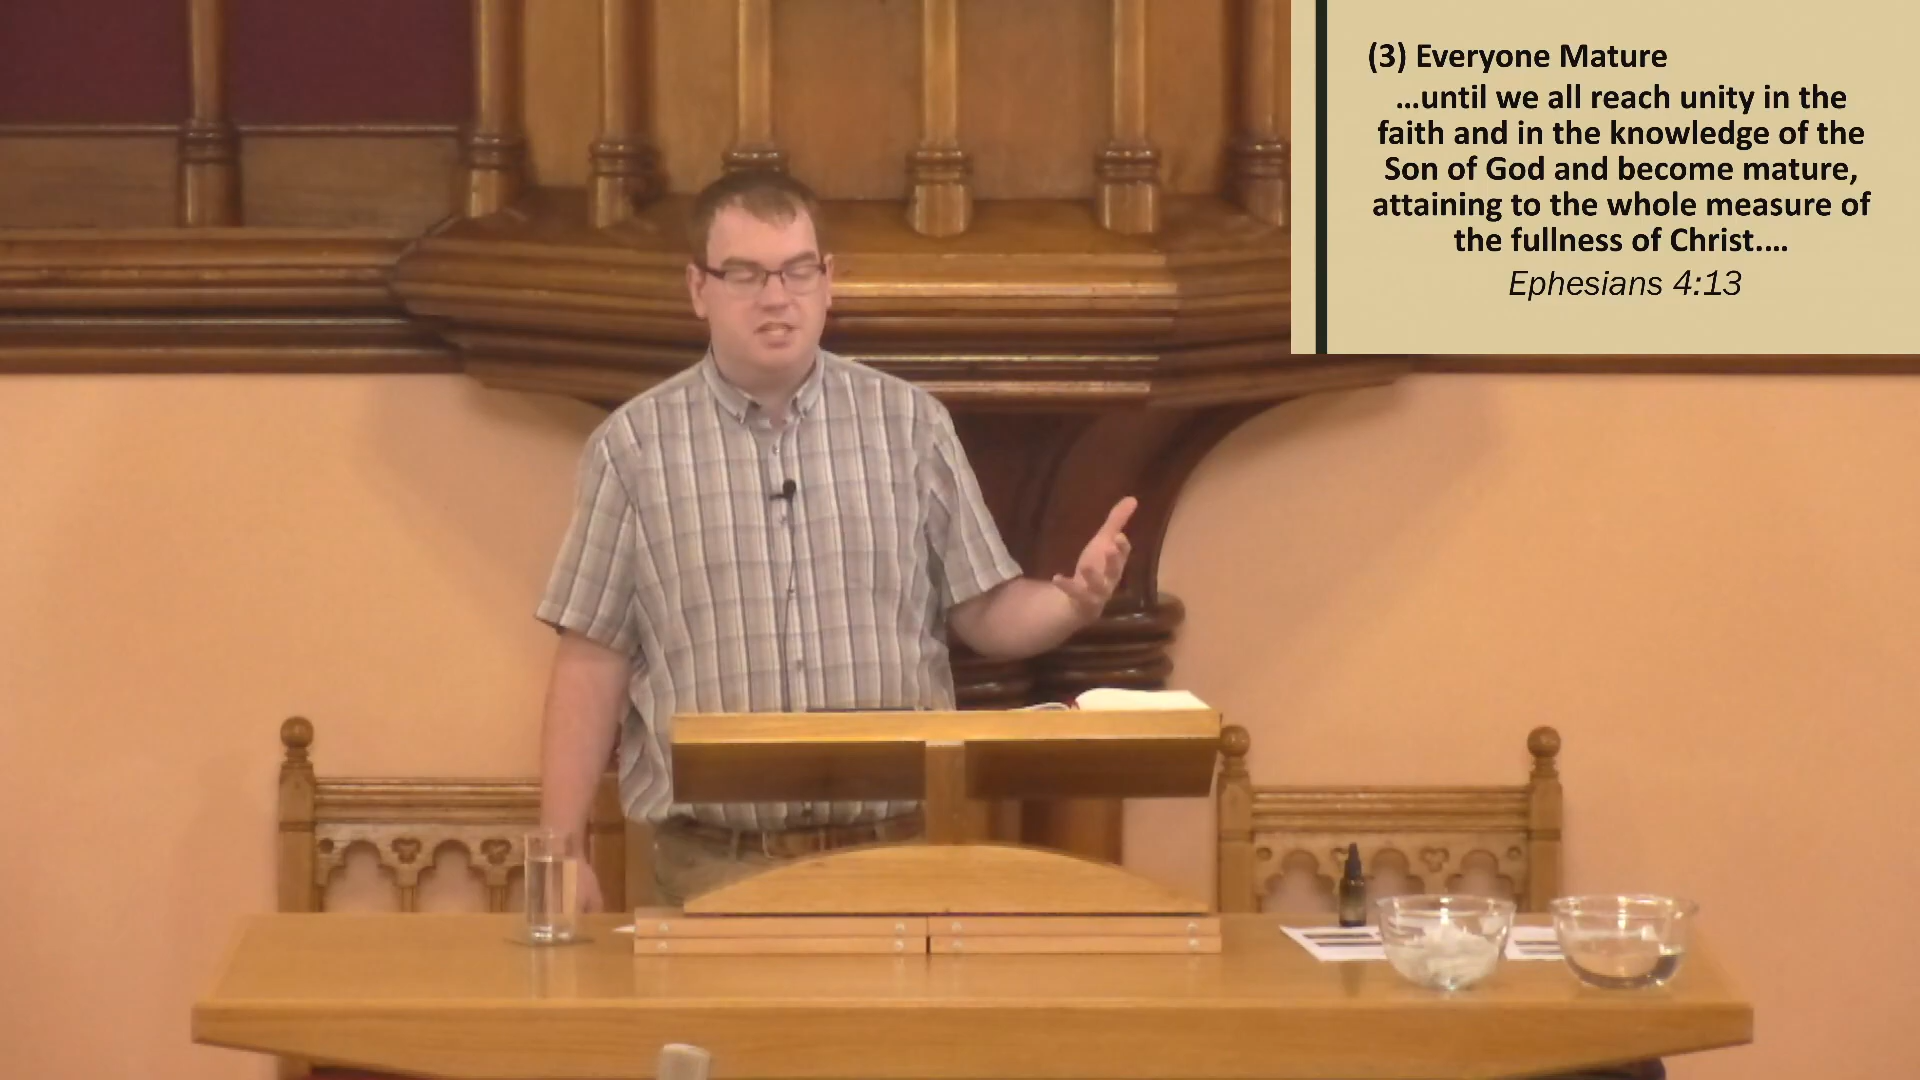 (3) Everyone Mature
...until we all reach unity in the
faith and in the knowledge of the
Son of God and become mature,
attaining to the whole measure of
the fullness of Christ....
Ephesians 4:13